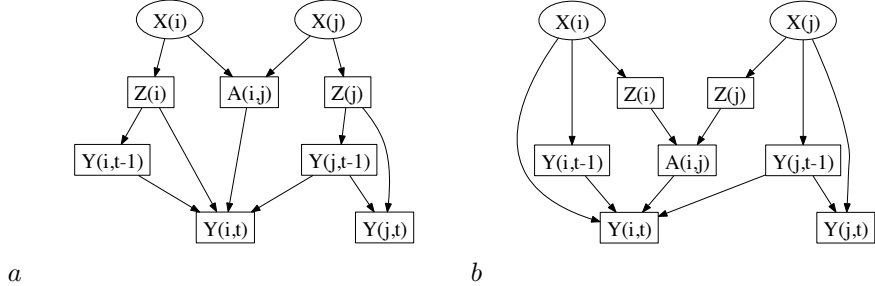 X(i) X(j) X(i) X(j)
Z(i) A(i,j) Z(j) Z(i) Z(j)
Y(i,t-1) Y(j,t-1) Y(i,t-1) A(i,j) Y(j,t-1)
Y(i,t) Y(j,t) Y(i,t) Y(j,t)
a b